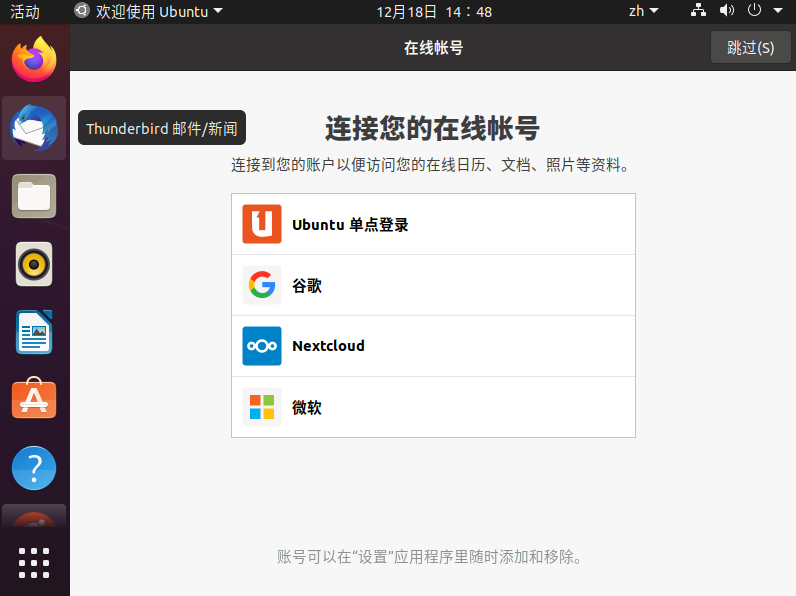 活动 欢迎使用 Ubuntu 12月18日 14：48 zh
在线帐号 跳过(S)
Thunderbird 邮件/新闻
连接您的在线帐号
连接到您的账户以便访问您的在线日历、文档、照片等资料。
Ubuntu 单点登录
谷歌
Nextcloud
微软
账号可以在“设置”应用程序里随时添加和移除。